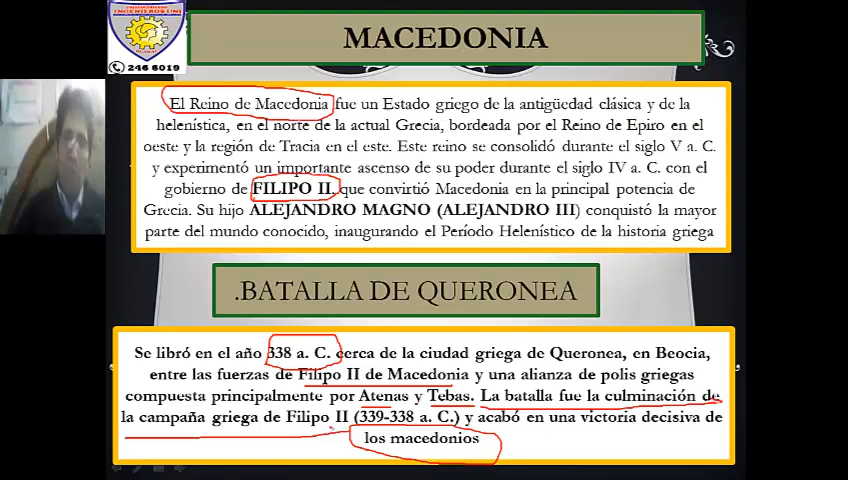 INGENIEROS UNI
246 6019
MACEDONIA
El Reino de Macedonia fue un Estado griego de la antigüedad clásica y de la
helenística, en el norte de la actual Grecia, bordeada por el Reino de Epiro en el
oeste y la región de Tracia en el este. Este reino se consolidó durante el siglo V a. C.
y experimentó un importante ascenso de su poder durante el siglo IV a. C. con el
gobierno de FILIPO II, que convirtió Macedonia en la principal potencia de
Grecia. Su hijo ALEJANDRO MAGNO (ALEJANDRO III) conquistó la mayor
parte del mundo conocido, inaugurando el Período Helenístico de la historia griega
.BATALLA DE QUERONEA
Se libró en el año 338 a. C. cerca de la ciudad griega de Queronea, en Beocia,
entre las fuerzas de Filipo II de Macedonia y una alianza de polis griegas
compuesta principalmente por Atenas y Tebas. La batalla fue la culminación de
la campaña griega de Filipo II (339-338 a. C.) y acabó en una victoria decisiva de
los macedonios